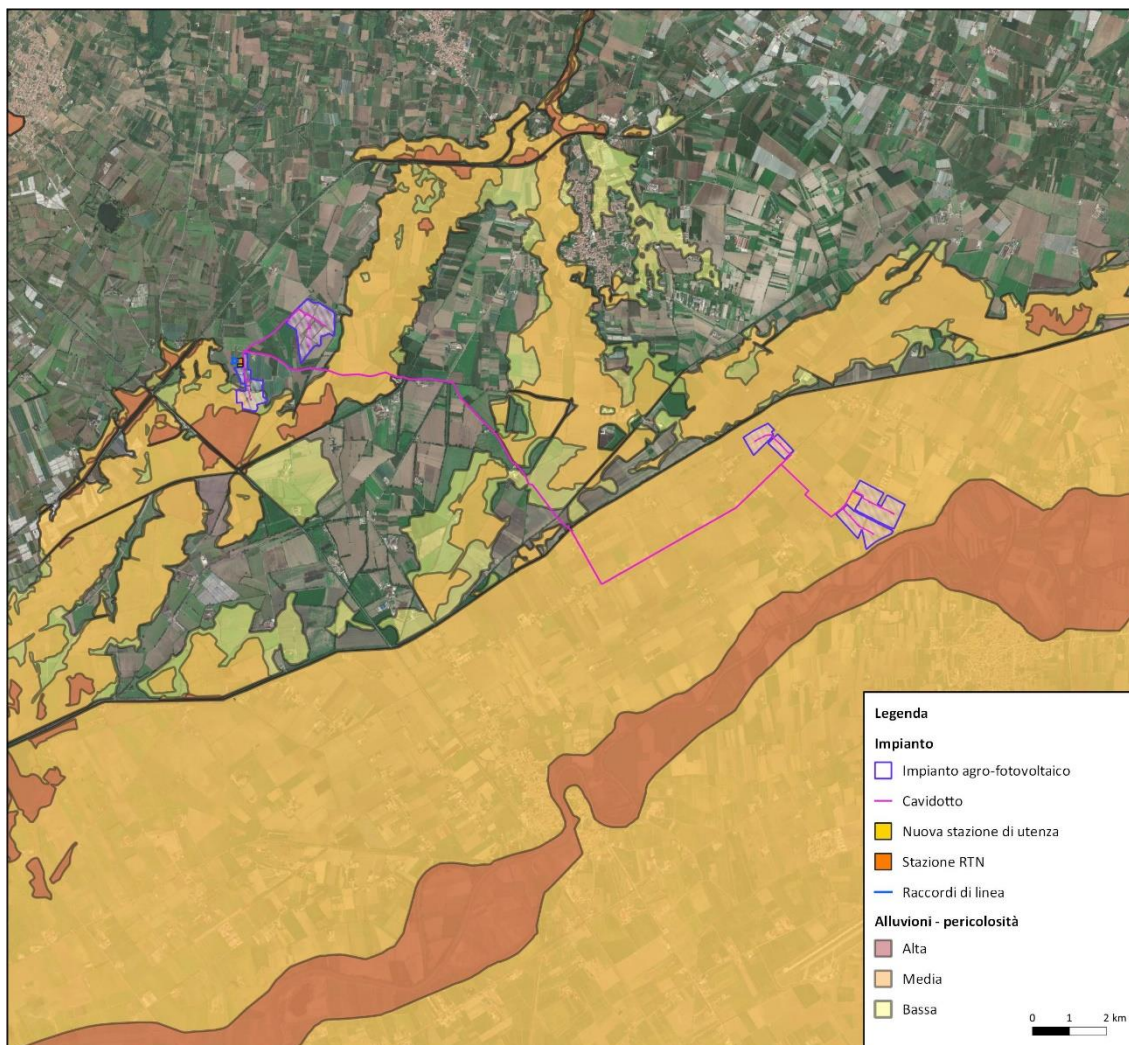 Legenda
Impianto
Impianto agro-fotovoltaico
Cavidotto
Nuova stazione di utenza
Stazione RTN
Raccordi di linea
Alluvioni - pericolosità
Alta
Media
Bassa
0 1 2 km